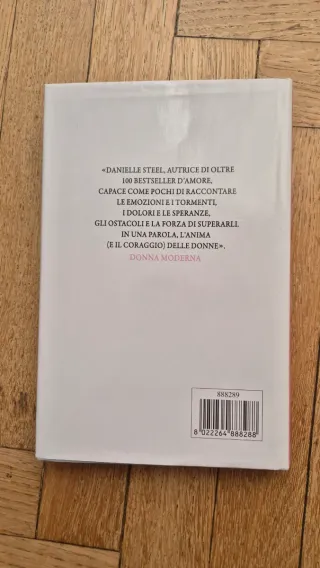 «DANIELLE STEEL, AUTRICE DI OLTRE
100 BESTSELLER D'AMORE,
CAPACE COME POCHI DI RACCONTARE
LE EMOZIONI E I TORMENTI,
I DOLORI E LE SPERANZE,
GLI OSTACOLI E LA FORZA DI SUPERARLI.
IN UNA PAROLA, L'ANIMA
(E IL CORAGGIO) DELLE DONNE».
DONNA MODERNA
888289
8 022264 888288